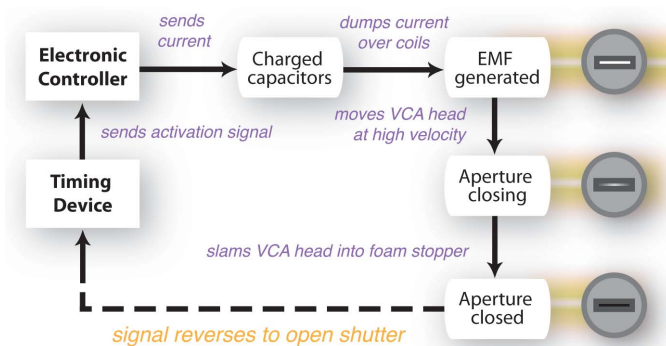 sends
current
dumps current
over coils
Electronic
Controller
Charged
capacitors
EMF
generated
moves VCA head
at high velocity
sends activation signal
Timing
Device
Aperture
closing
slams VCA head into foam stopper
Aperture
closed
signal reverses to open shutter